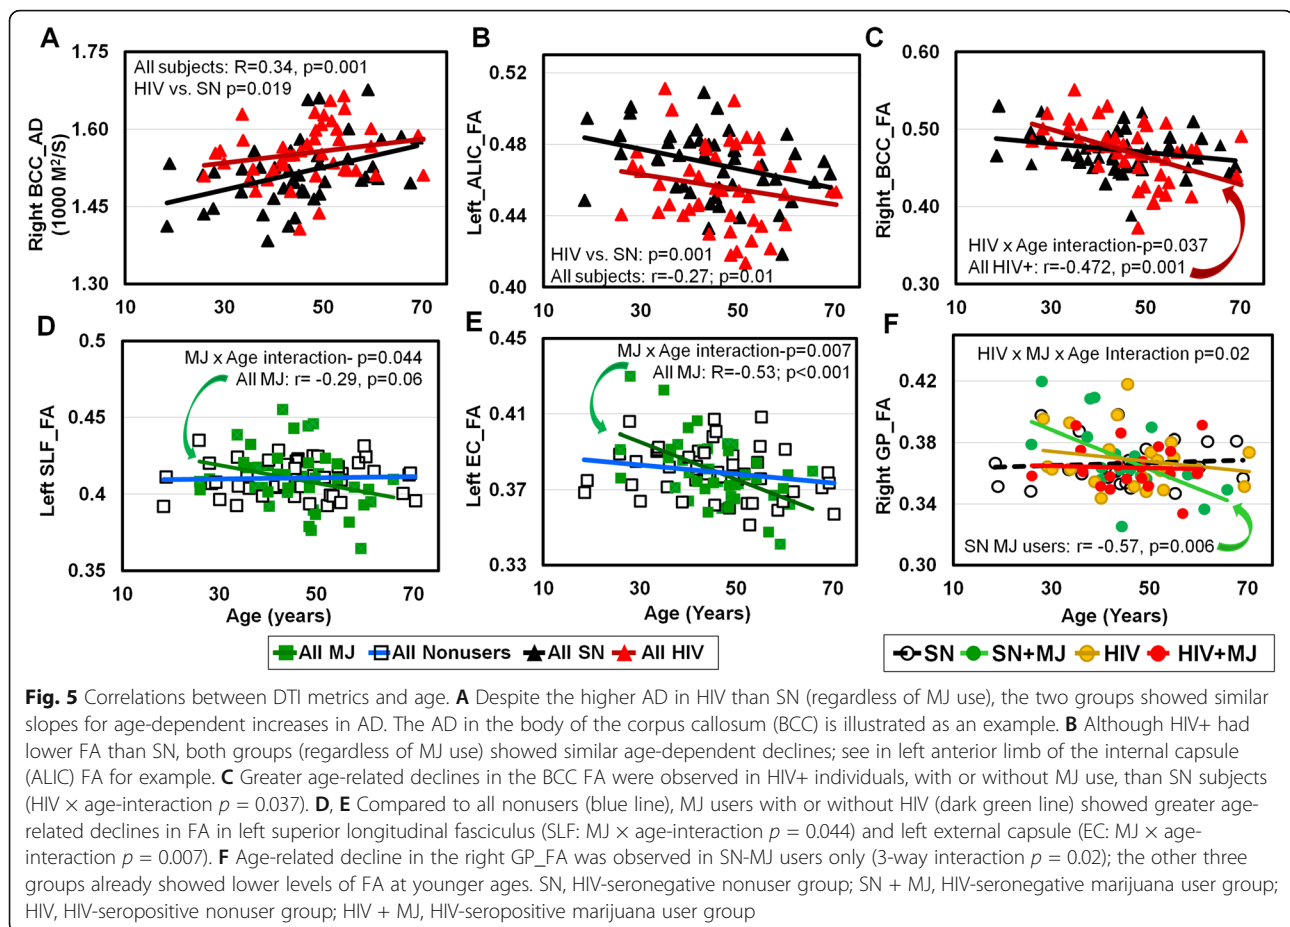 A
1.75
All subjects: R=0.34, p=0.001
HIV vs. SN p=0.019
1.60
1.45
1.30
Right BCC_AD
(1000 M²/S)
10 30 50 70
B
0.52
0.48
0.44
0.40
Left_ALIC_FA
HIV vs. SN: p=0.001
All subjects: r=-0.27; p=0.01
10 30 50 70
C
0.60
0.50
0.40
0.30
Right_BCC_FA
HIV x Age interaction-p=0.037
All HIV+: r=-0.472, p=0.001
10 30 50 70
D
0.5
0.45
0.4
0.35
Left SLF_FA
MJ x Age interaction- p=0.044
All MJ: r= -0.29, p=0.06
10 30 50 70
Age (years)
E
0.45
0.41
0.37
0.33
Left EC_FA
MJ x Age interaction-p=0.007
All MJ: R=-0.53; p<0.001
10 30 50 70
Age (Years)
F
HIV x MJ x Age Interaction p=0.02
0.42
0.38
0.34
0.30
Right GP_FA
SN MJ users: r= -0.57, p=0.006
10 30 50 70
Age (Years)
All MJ All Nonusers All SN All HIV
SN SN+MJ HIV HIV+MJ
Fig. 5 Correlations between DTI metrics and age. A Despite the higher AD in HIV than SN (regardless of MJ use), the two groups showed similar
slopes for age-dependent increases in AD. The AD in the body of the corpus callosum (BCC) is illustrated as an example. B Although HIV+ had
lower FA than SN, both groups (regardless of MJ use) showed similar age-dependent declines; see in left anterior limb of the internal capsule
(ALIC) FA for example. C Greater age-related declines in the BCC FA were observed in HIV+ individuals, with or without MJ use, than SN subjects
(HIV × age-interaction p = 0.037). D, E Compared to all nonusers (blue line), MJ users with or without HIV (dark green line) showed greater age-
related declines in FA in left superior longitudinal fasciculus (SLF: MJ × age-interaction p = 0.044) and left external capsule (EC: MJ × age-
interaction p = 0.007). F Age-related decline in the right GP_FA was observed in SN-MJ users only (3-way interaction p = 0.02); the other three
groups already showed lower levels of FA at younger ages. SN, HIV-seronegative nonuser group; SN + MJ, HIV-seronegative marijuana user group;
HIV, HIV-seropositive nonuser group; HIV + MJ, HIV-seropositive marijuana user group